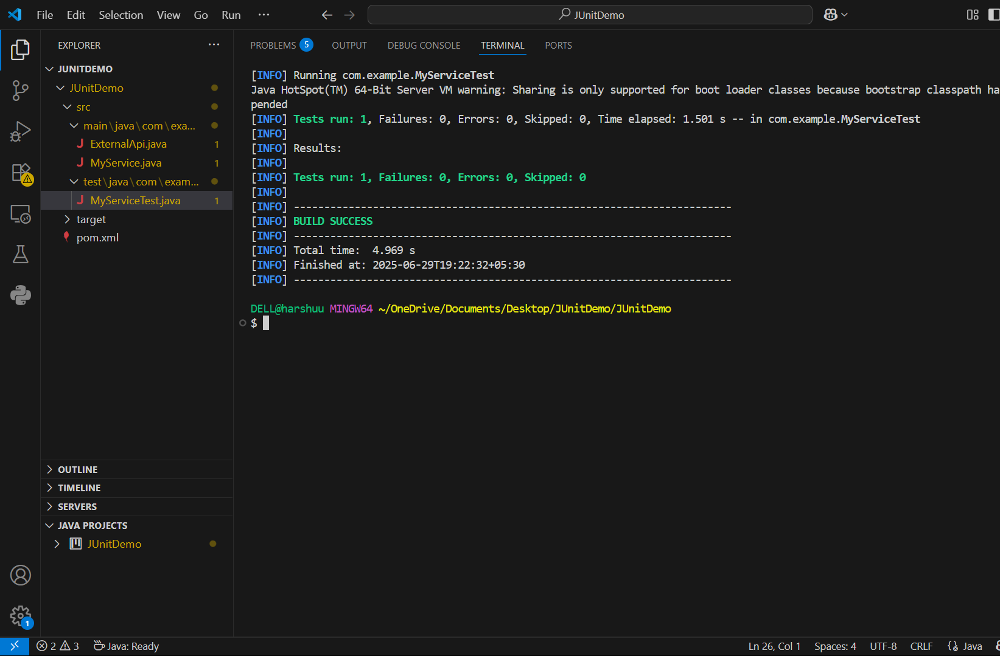 File Edit Selection View Go Run ··· JUnitDemo
EXPLORER ···
JUNITDEMO
JUnitDemo
src
main\java\com\exa...
ExternalApi.java 1
MyService.java 1
test\java\com\exam...
MyServiceTest.java 1
target
pom.xml
OUTLINE
TIMELINE
SERVERS
JAVA PROJECTS
JUnitDemo
1
PROBLEMS 5 OUTPUT DEBUG CONSOLE TERMINAL PORTS
[INFO] Running com.example.MyServiceTest
Java HotSpot(TM) 64-Bit Server VM warning: Sharing is only supported for boot loader classes because bootstrap classpath ha
pended
[INFO] Tests run: 1, Failures: 0, Errors: 0, Skipped: 0, Time elapsed: 1.501 s -- in com.example.MyServiceTest
[INFO]
[INFO] Results:
[INFO]
[INFO] Tests run: 1, Failures: 0, Errors: 0, Skipped: 0
[INFO]
[INFO] ------------------------------------------------------------------------
[INFO] BUILD SUCCESS
[INFO] ------------------------------------------------------------------------
[INFO] Total time:  4.969 s
[INFO] Finished at: 2025-06-29T19:22:32+05:30
[INFO] ------------------------------------------------------------------------
DELL@harshuu MINGW64 ~/OneDrive/Documents/Desktop/JUnitDemo/JUnitDemo
$
2 3 Java: Ready Ln 26, Col 1 Spaces: 4 UTF-8 CRLF Java